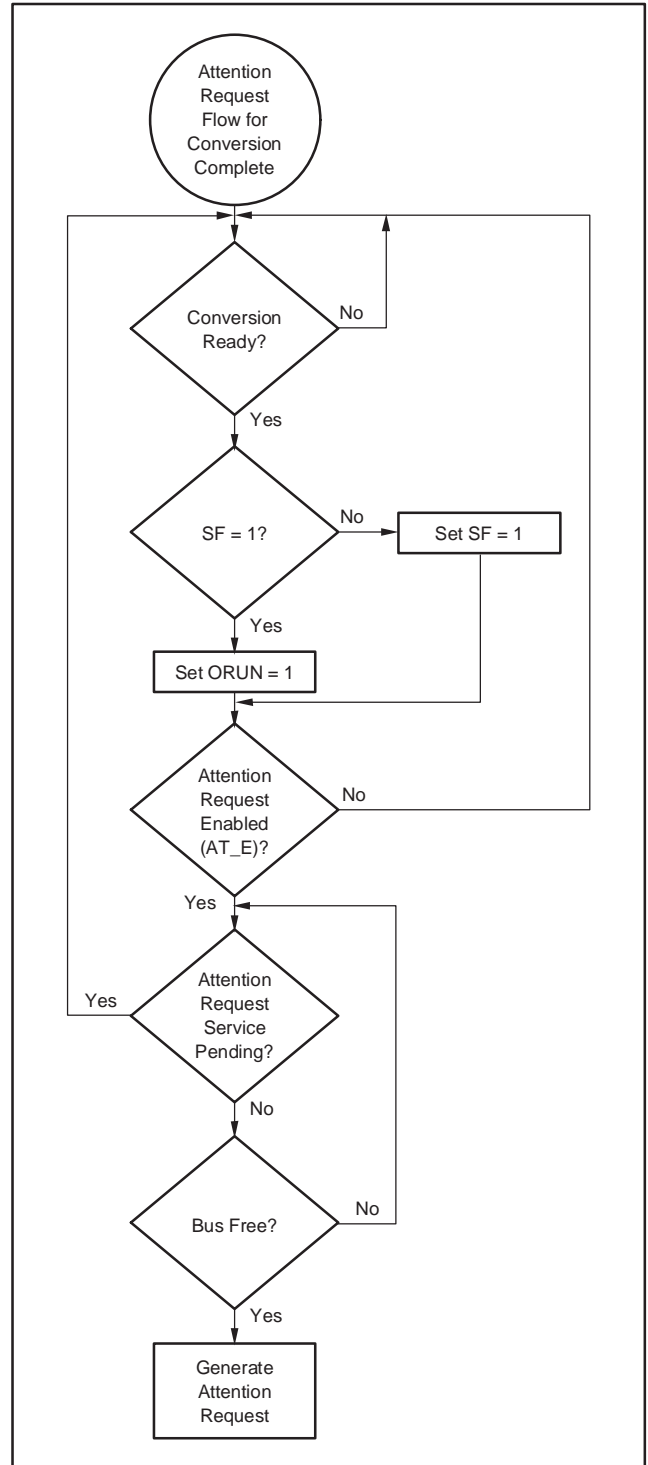 Attention
Request
Flow for
Conversion
Complete
Conversion
Ready?
No
Yes
SF = 1?
No
Set SF = 1
Yes
Set ORUN = 1
Attention
Request
Enabled
(AT_E)?
No
Yes
Attention
Request
Service
Pending?
Yes
No
Bus Free?
No
Yes
Generate
Attention
Request